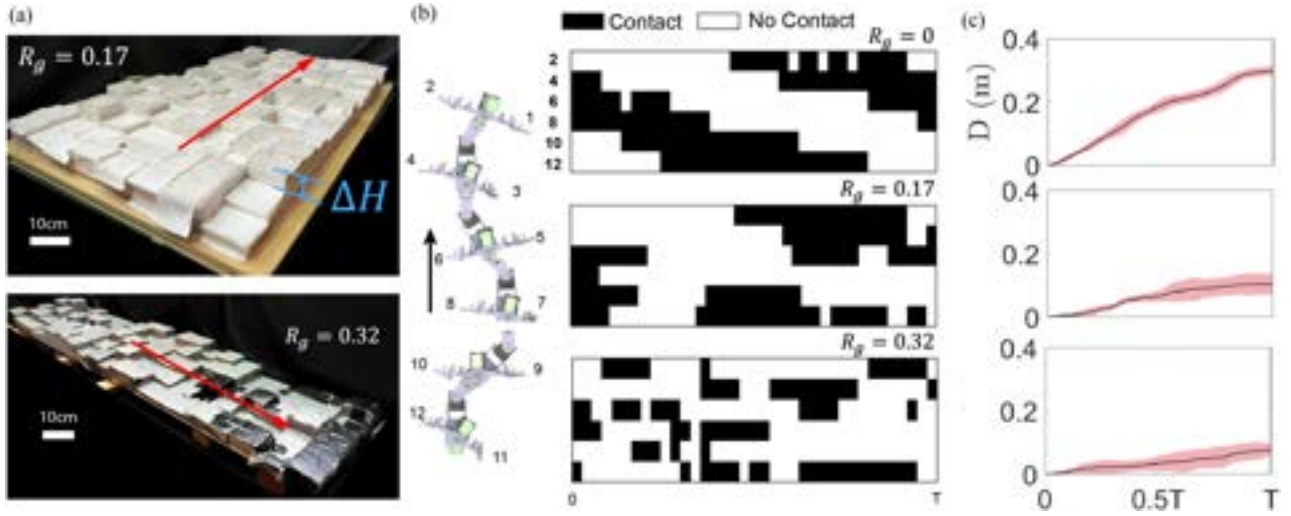 (a)
R_g = 0.17
ΔH
10cm
R_g = 0.32
10cm
(b)
2
1
4
3
5
6
8
7
10
9
12
11
Contact No Contact
R_g = 0
2
4
6
8
10
12
R_g = 0.17
R_g = 0.32
0 T
(c)
D (m)
0.4
0.2
0
0.4
0.2
0
0.4
0.2
0
0 0.5T T